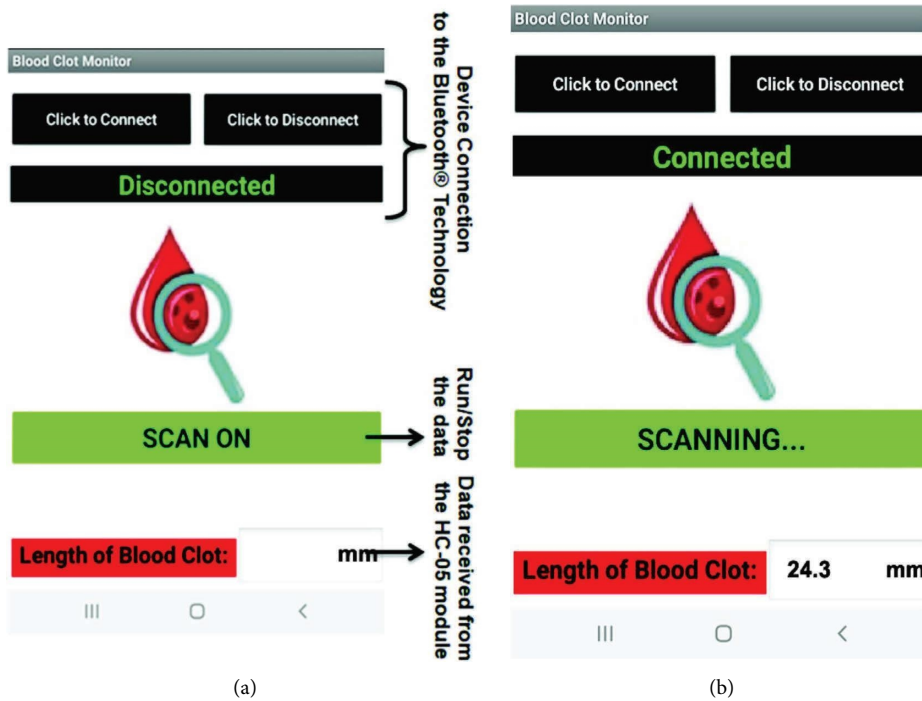 Blood Clot Monitor
Click to Connect
Click to Disconnect
Disconnected
SCAN ON
Length of Blood Clot:
mm
Device Connection
to the Bluetooth® Technology
Run/Stop
the data
Data received from
the HC-05 module
(a)
Blood Clot Monitor
Click to Connect
Click to Disconnect
Connected
SCANNING...
Length of Blood Clot:
24.3 mm
(b)